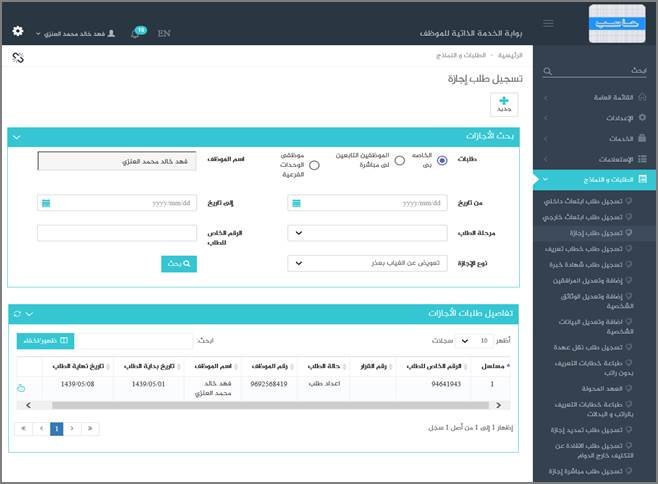 حاسب
بوابة الخدمة الذاتية للموظف
EN
16
فهد خالد محمد العنزي
الرئيسية - الطلبات و النماذج
تسجيل طلب إجازة
جديد
ابحث
القائمة العامة
الإعدادات
الخدمات
الإستعلامات
الطلبات و النماذج
تسجيل طلب ابتعاث داخلي
تسجيل طلب ابتعاث خارجي
تسجيل طلب إجازة
تسجيل طلب خطاب تعريف
تسجيل طلب شهادة خبرة
إضافة وتعديل المرافقين
إضافة وتعديل الوثائق
الشخصية
اضافة وتعديل البيانات
الشخصية
تسجيل طلب نقل عهدة
طباعة خطابات التعريف
بدون راتب
العهد المحولة
طباعة خطابات التعريف
بالراتب و البدلات
تسجيل طلب تمديد إجازة
تسجيل طلب الافادة عن
التكليف خارج الدوام
تسجيل طلب مباشرة إجازة
بحث الأجازات
طلبات
الخاصه
بى
الموظفين التابعين
لى مباشرة
موظفى
الوحدات
الفرعية
اسم الموظف
فهد خالد محمد العنزي
من تاريخ
yyyy/mm/dd
إلى تاريخ
yyyy/mm/dd
مرحلة الطلب
الرقم الخاص
للطلب
نوع الإجازة
تعويض عن الغياب بعذر
بحث
تفاصيل طلبات الأجازات
أظهر 10 سجلات
ابحث:
ظهور/اخفاء
مسلسل الرقم الخاص للطلب رقم القرار حالة الطلب رقم الموظف اسم الموظف تاريخ بداية الطلب تاريخ نهاية الطلب
1 94641943 اعداد طلب 9692568419 فهد خالد محمد العنزي 1439/05/01 1439/05/08
إظهار 1 إلى 1 من أصل 1 سجل
1